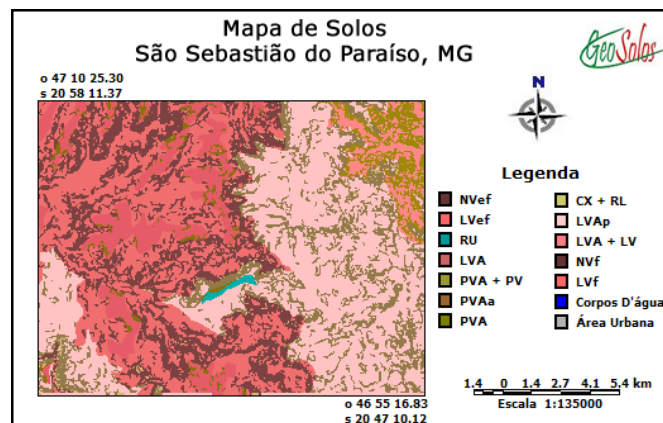 Mapa de Solos
São Sebastião do Paraíso, MG
GeoSolos
o 47 10 25.30
s 20 58 11.37
N
Legenda
NVef
LVef
RU
LVA
PVA + PV
PVAa
PVA
CX + RL
LVAp
LVA + LV
NVf
LVf
Corpos D'água
Área Urbana
o 46 55 16.83
s 20 47 10.12
1.4 0 1.4 2.7 4.1 5.4 km
Escala 1:135000